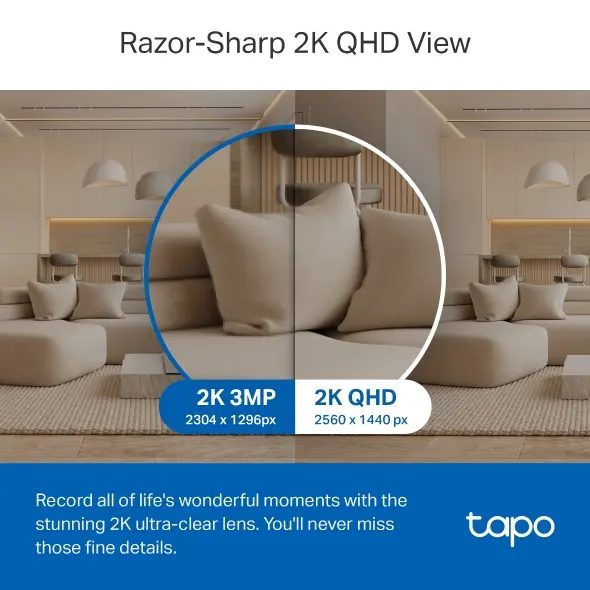 Razor-Sharp 2K QHD View
2K 3MP
2304 x 1296px
2K QHD
2560 x 1440 px
Record all of life's wonderful moments with the
stunning 2K ultra-clear lens. You'll never miss
those fine details.
tapo